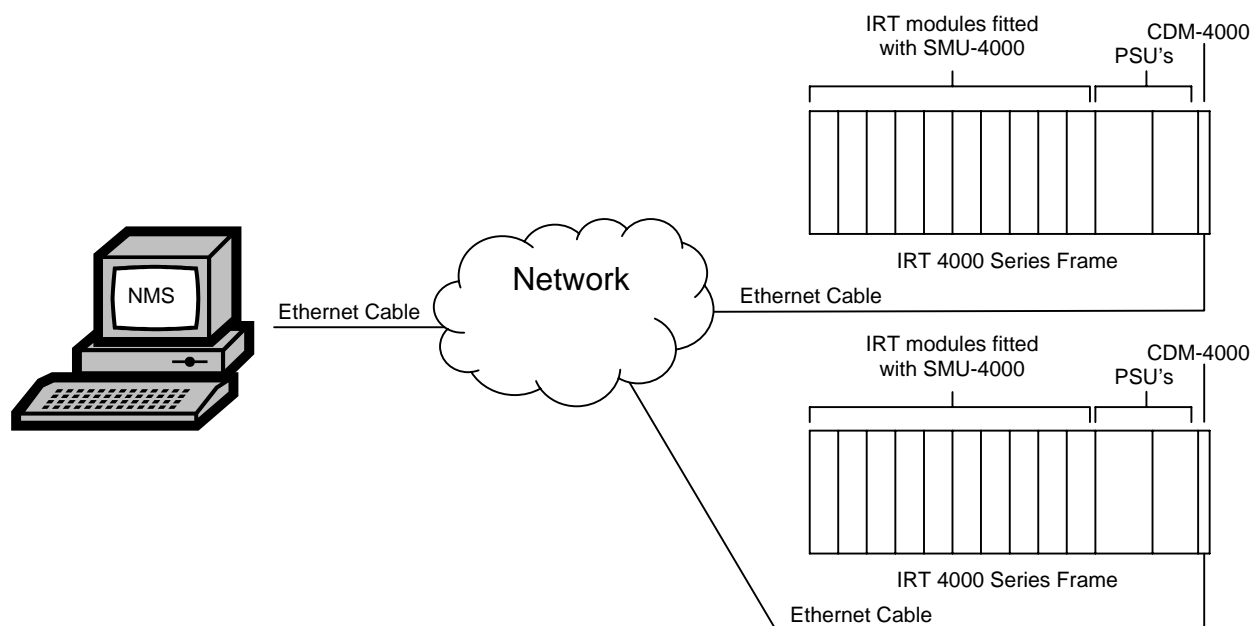 IRT modules fitted
with SMU-4000
CDM-4000
PSU's
IRT 4000 Series Frame
NMS
Ethernet Cable
Network
Ethernet Cable
IRT modules fitted
with SMU-4000
CDM-4000
PSU's
IRT 4000 Series Frame
Ethernet Cable